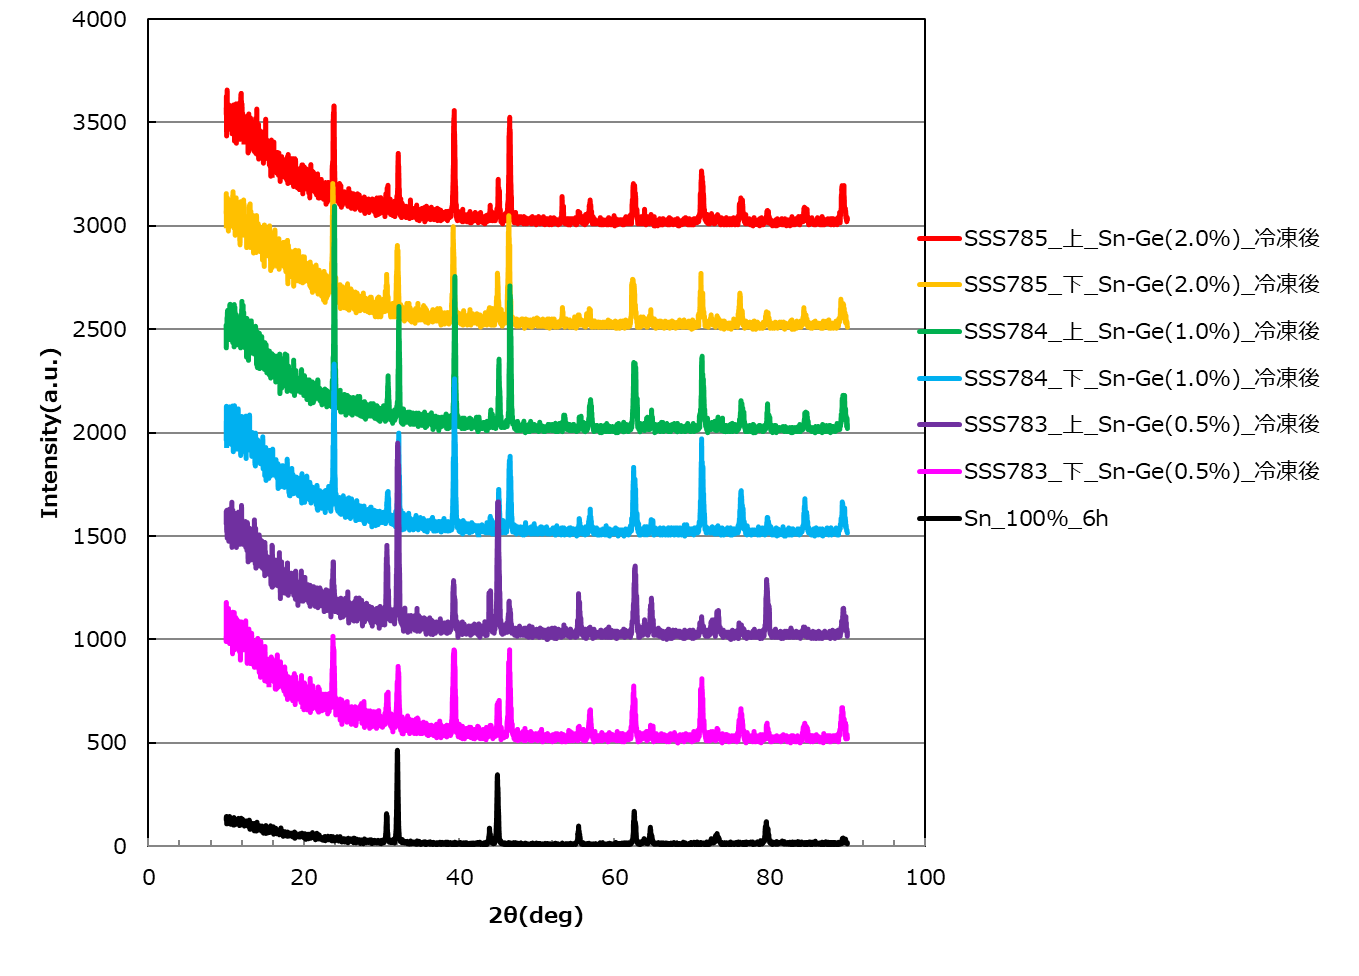 4000
3500
3000
2500
2000
1500
1000
500
0
Intensity(a.u.)
0 20 40 60 80 100
2θ(deg)
SSS785_上_Sn-Ge(2.0%)_冷凍後
SSS785_下_Sn-Ge(2.0%)_冷凍後
SSS784_上_Sn-Ge(1.0%)_冷凍後
SSS784_下_Sn-Ge(1.0%)_冷凍後
SSS783_上_Sn-Ge(0.5%)_冷凍後
SSS783_下_Sn-Ge(0.5%)_冷凍後
Sn_100%_6h